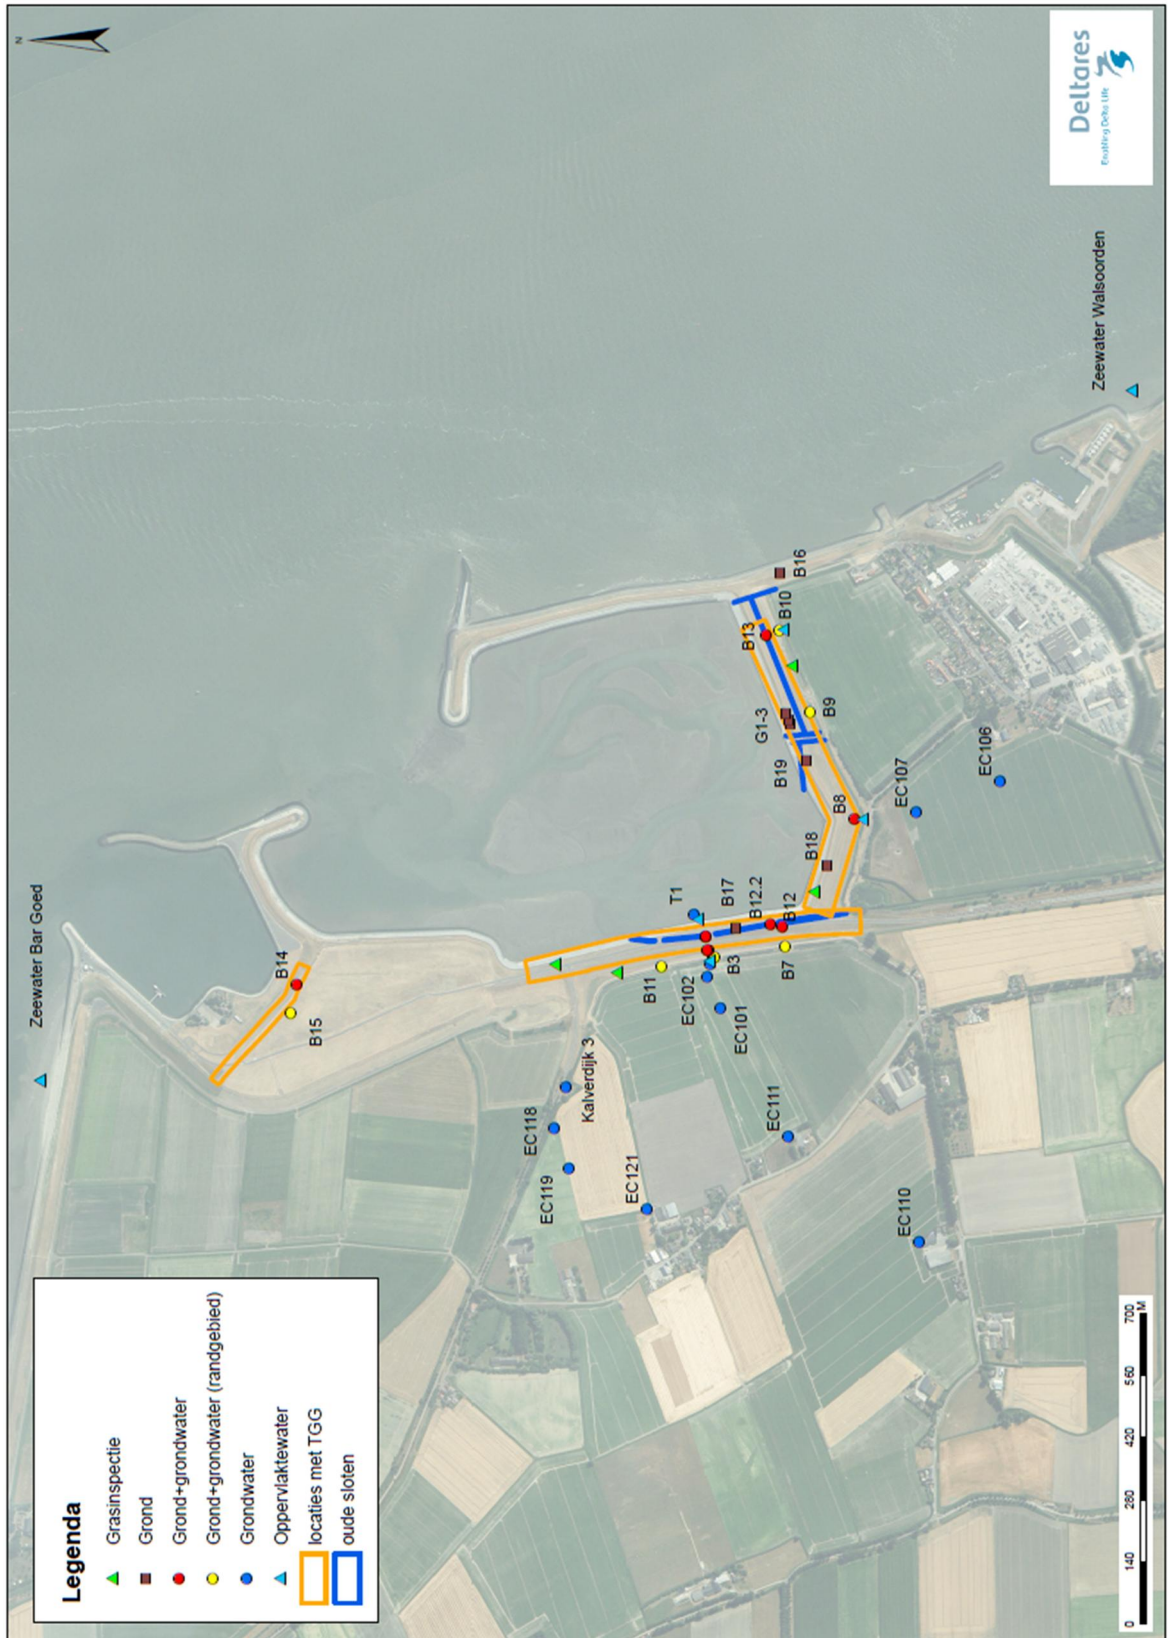 N
Deltares
Enabling Delta Life
Zeewater Bar Goed
Zeewater Walsoorden
B14
B15
B16
B10
B13
G1-3
B9
B19
B8
B18
EC107
EC106
T1
B17
B12.2
B12
B11
B3
B7
EC102
EC101
Kalverdijk 3
EC118
EC119
EC121
EC111
EC110
Legenda
Grasinspectie
Grond
Grond+grondwater
Grond+grondwater (randgebied)
Grondwater
Oppervlaktewater
locaties met TGG
oude sloten
0 140 280 420 560 700
M